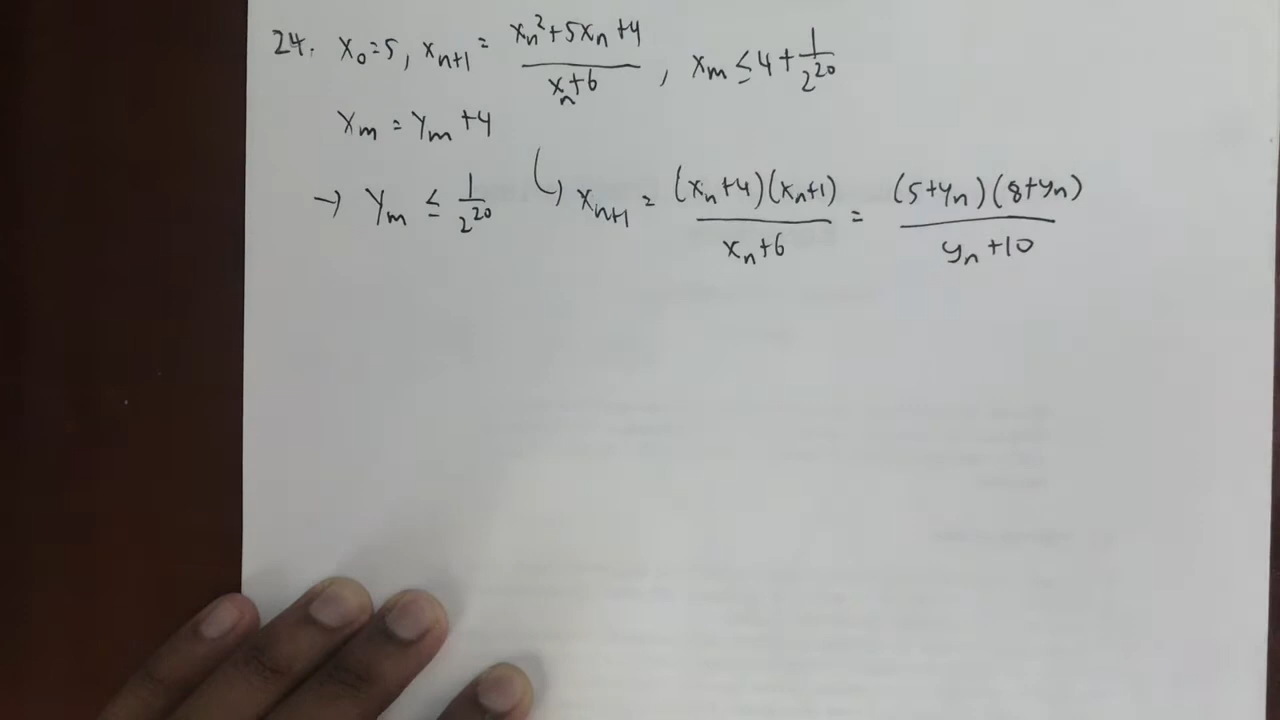 24. x₀=5, xₙ₊₁ = (xₙ²+5xₙ+4)/(xₙ+6), xₘ ≤ 4+1/2²⁰
xₘ = yₘ+4
→ yₘ ≤ 1/2²⁰ ↳ xₙ₊₁ = (xₙ+4)(xₙ+1)/(xₙ+6) = (5+yₙ)(8+yₙ)/(yₙ+10)